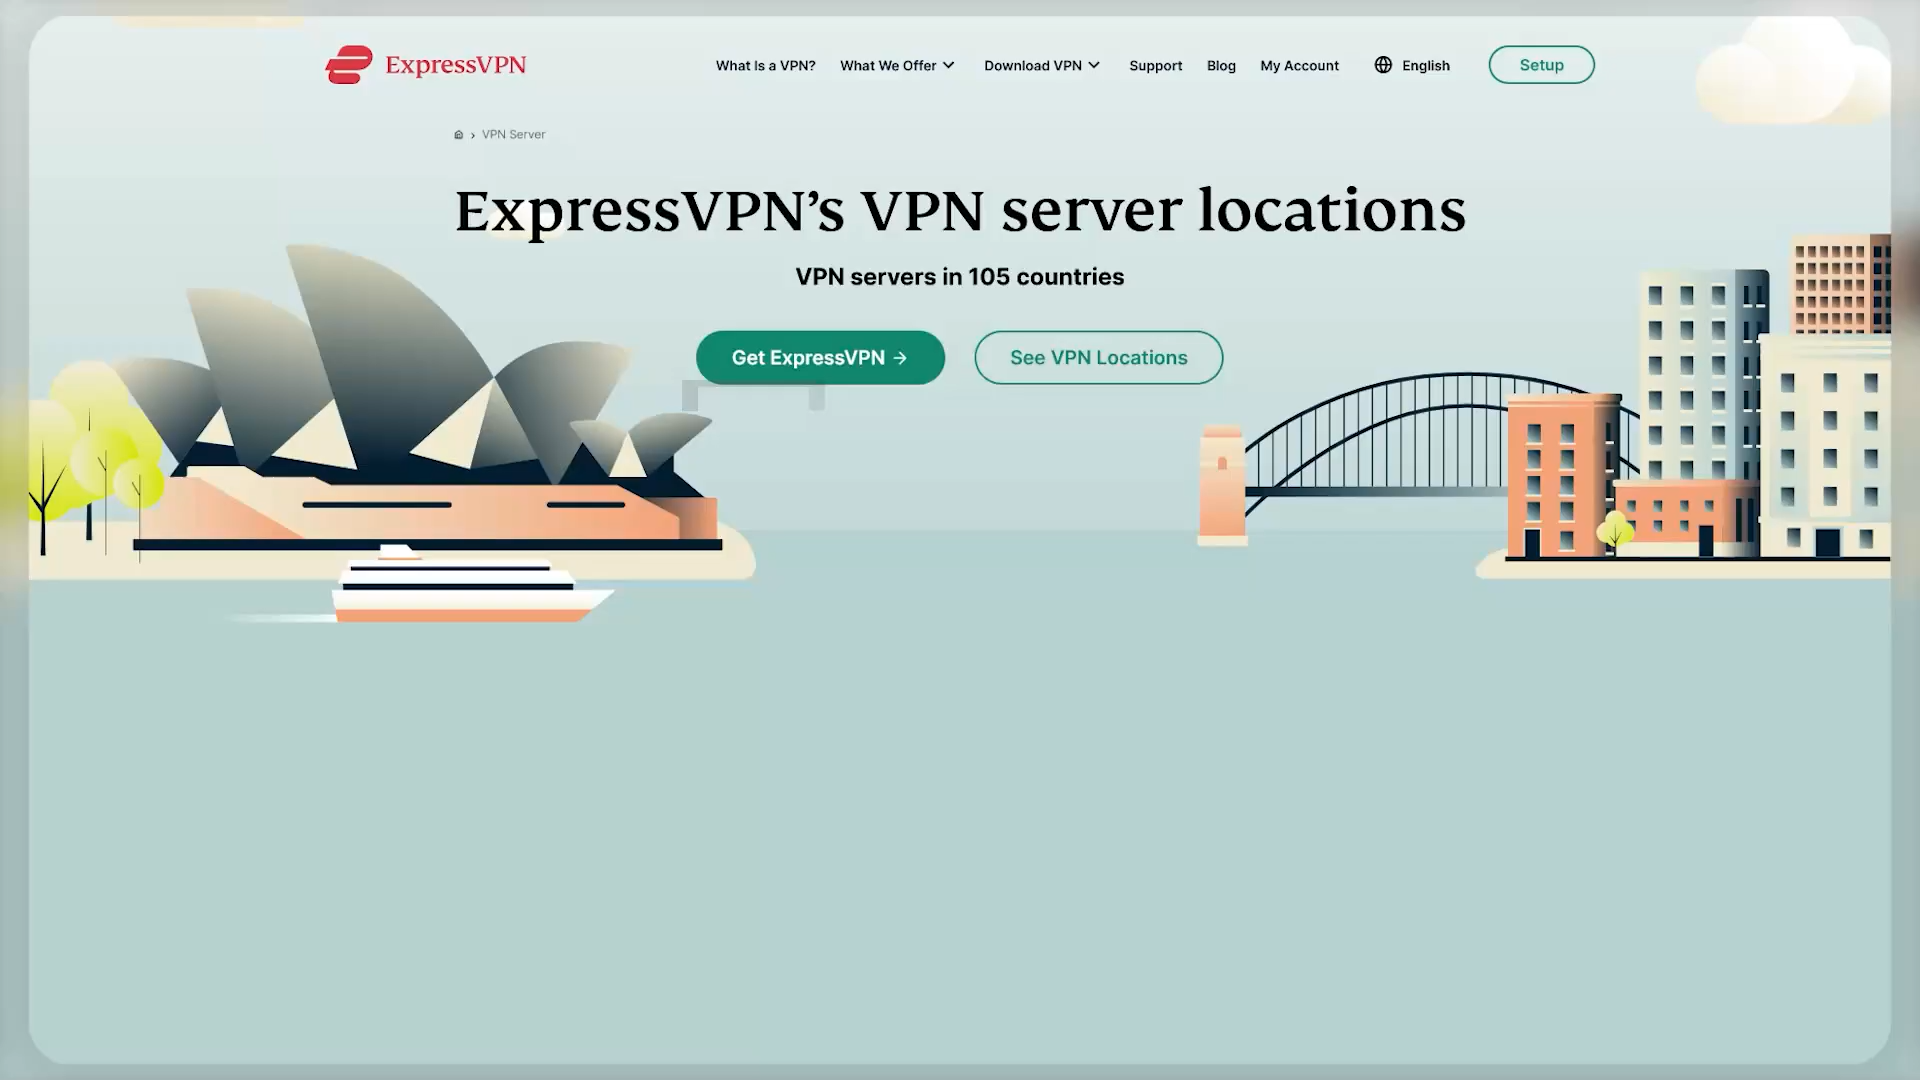 ExpressVPN
What Is a VPN? What We Offer Download VPN Support Blog My Account English Setup
VPN Server
ExpressVPN’s VPN server locations
VPN servers in 105 countries
Get ExpressVPN → See VPN Locations